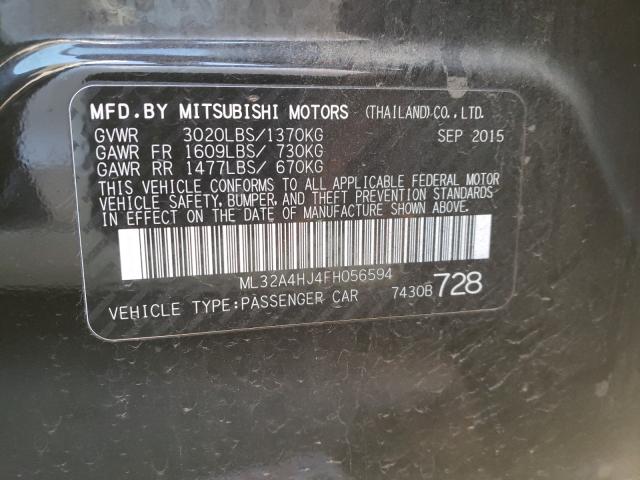 MFD.BY MITSUBISHI MOTORS (THAILAND) CO., LTD.
GVWR 3020LBS/1370KG SEP 2015
GAWR FR 1609LBS/ 730KG
GAWR RR 1477LBS/ 670KG
THIS VEHICLE CONFORMS TO ALL APPLICABLE FEDERAL MOTOR
VEHICLE SAFETY, BUMPER, AND THEFT PREVENTION STANDARDS
IN EFFECT ON THE DATE OF MANUFACTURE SHOWN ABOVE.
ML32A4HJ4FH056594
VEHICLE TYPE:PASSENGER CAR 7430B 728